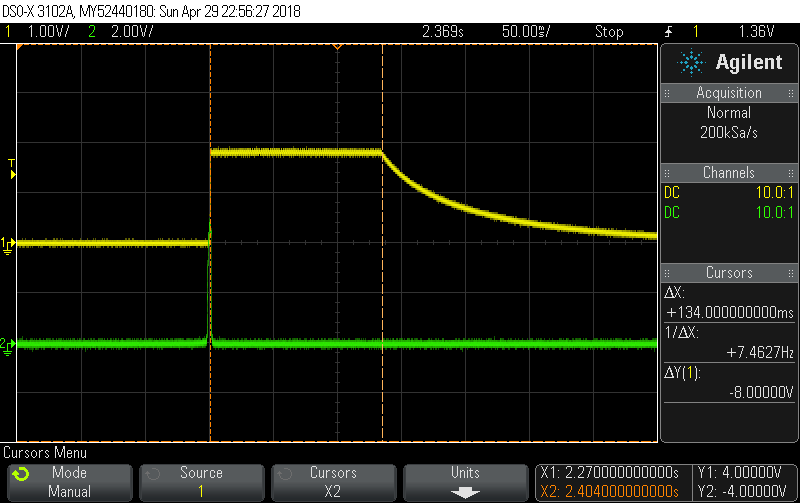 DSO-X 3102A, MY52440180: Sun Apr 29 22:56:27 2018
1 1.00V/ 2 2.00V/ 2.369s 50.00ms/ Stop 1 1.36V
Agilent
Acquisition
Normal
200kSa/s
Channels
DC 10.0:1
DC 10.0:1
Cursors
ΔX:
+134.000000000ms
1/ΔX:
+7.4627Hz
ΔY(1):
-8.00000V
T
1
2
Cursors Menu
Mode
Manual
Source
1
Cursors
X2
Units
X1: 2.270000000000s
X2: 2.404000000000s
Y1: 4.00000V
Y2: -4.00000V